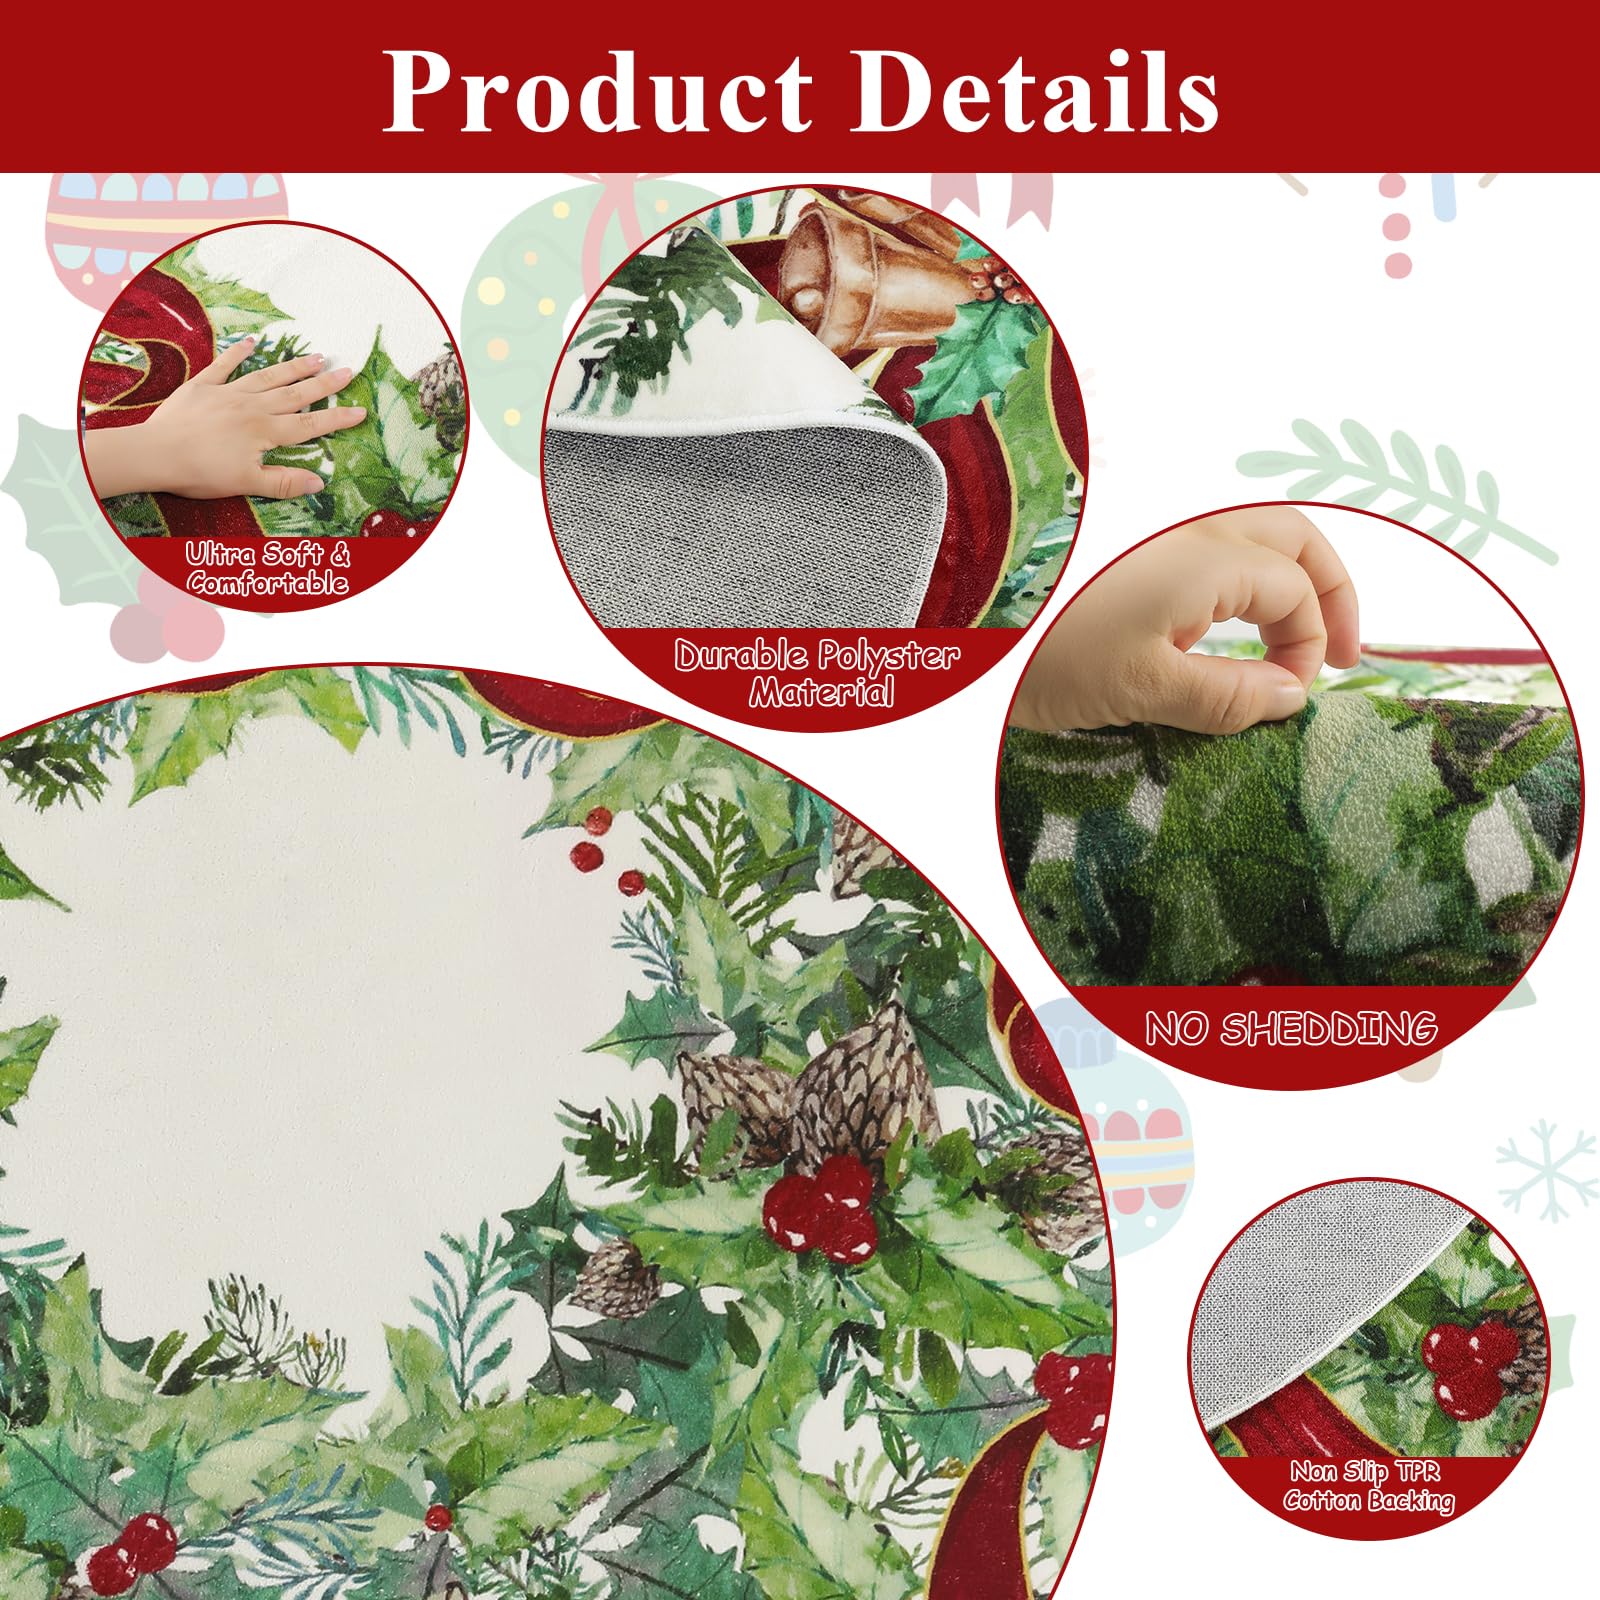 Product Details
Ultra Soft &
Comfortable
Durable Polyster
Material
NO SHEDDING
Non Slip TPR
Cotton Backing